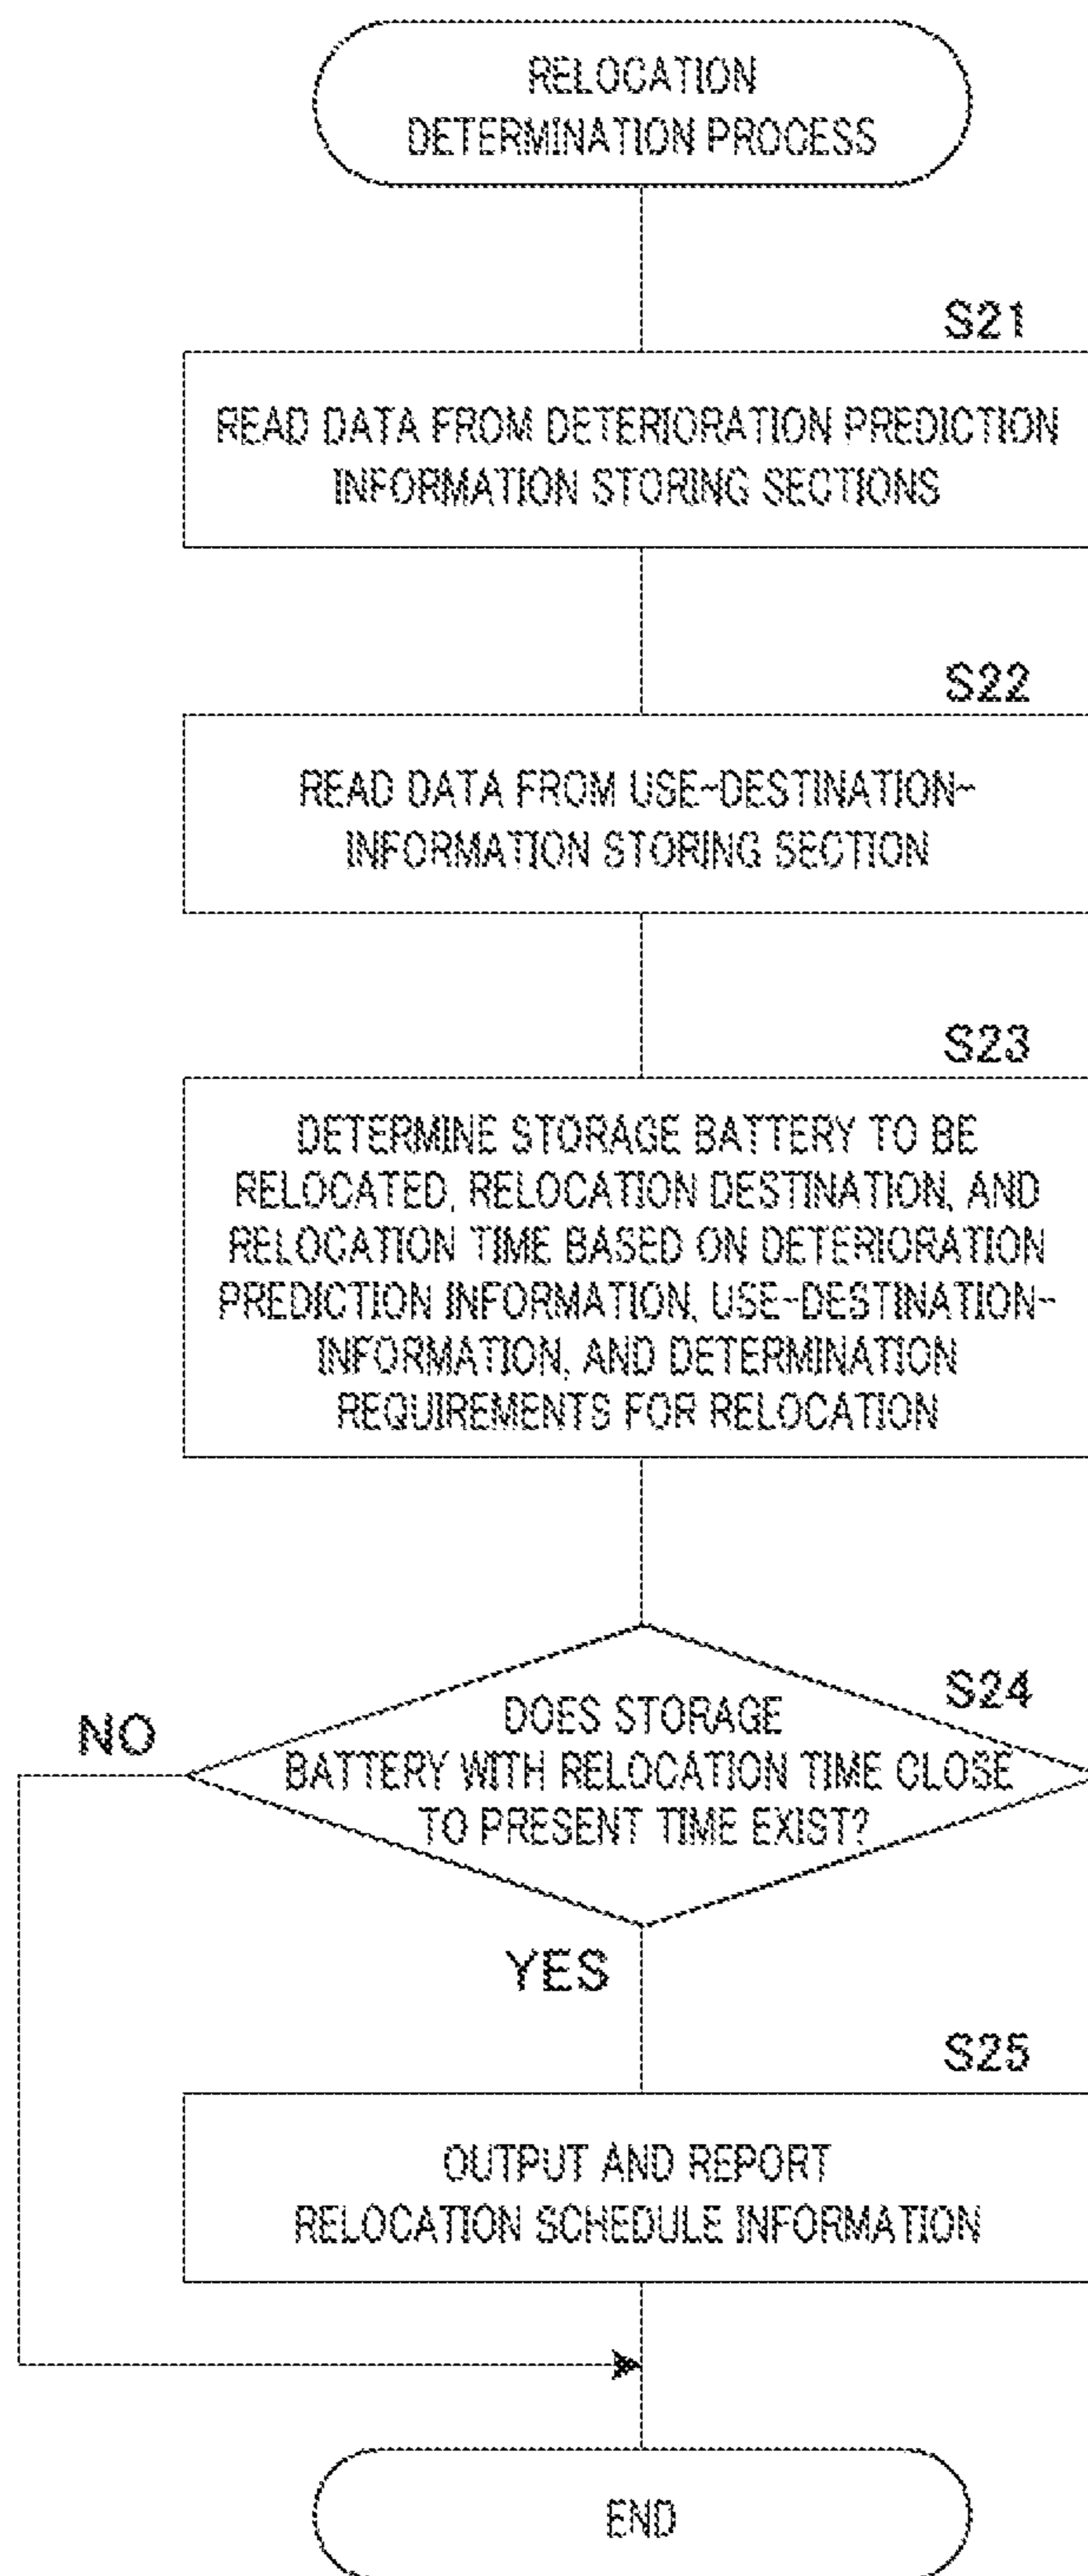 RELOCATION
DETERMINATION PROCESS
S21
READ DATA FROM DETERIORATION PREDICTION
INFORMATION STORING SECTIONS
S22
READ DATA FROM USE-DESTINATION-
INFORMATION STORING SECTION
S23
DETERMINE STORAGE BATTERY TO BE
RELOCATED, RELOCATION DESTINATION, AND
RELOCATION TIME BASED ON DETERIORATION
PREDICTION INFORMATION, USE-DESTINATION-
INFORMATION, AND DETERMINATION
REQUIREMENTS FOR RELOCATION
S24
NO
DOES STORAGE
BATTERY WITH RELOCATION TIME CLOSE
TO PRESENT TIME EXIST?
YES
S25
OUTPUT AND REPORT
RELOCATION SCHEDULE INFORMATION
END